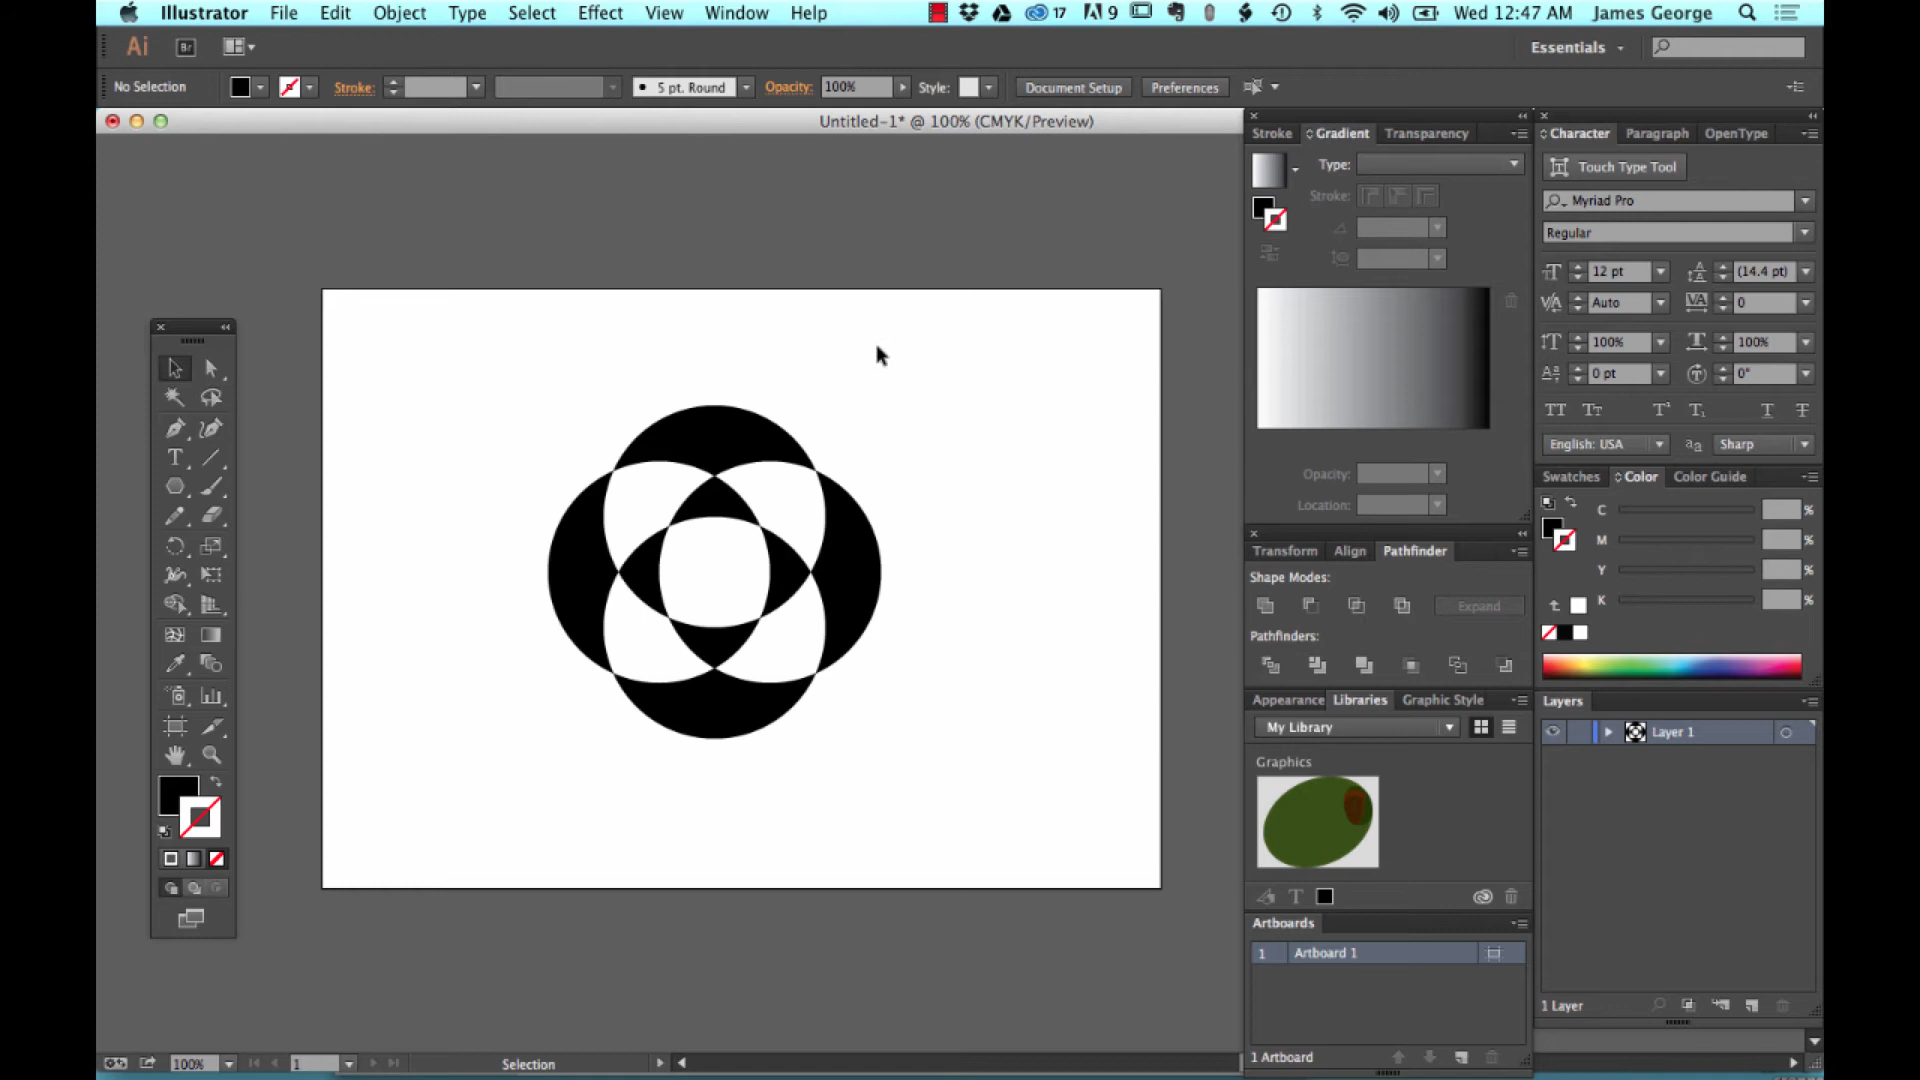 Illustrator File Edit Object Type Select Effect View Window Help 17 9 Wed 12:47 AM James George
Ai Br Essentials
No Selection Stroke: 5 pt. Round Opacity: 100% Style: Document Setup Preferences
Untitled-1* @ 100% (CMYK/Preview)
Stroke Gradient Transparency
Type:
Stroke:
Opacity:
Location:
Transform Align Pathfinder
Shape Modes:
Expand
Pathfinders:
Appearance Libraries Graphic Style
My Library
Graphics
Artboards
1 Artboard 1
1 Artboard
Character Paragraph OpenType
Touch Type Tool
Myriad Pro
Regular
12 pt (14.4 pt)
Auto 0
100% 100%
0 pt 0°
English: USA Sharp
Swatches Color Color Guide
C %
M %
Y %
K %
Layers
Layer 1
1 Layer
100% 1 Selection